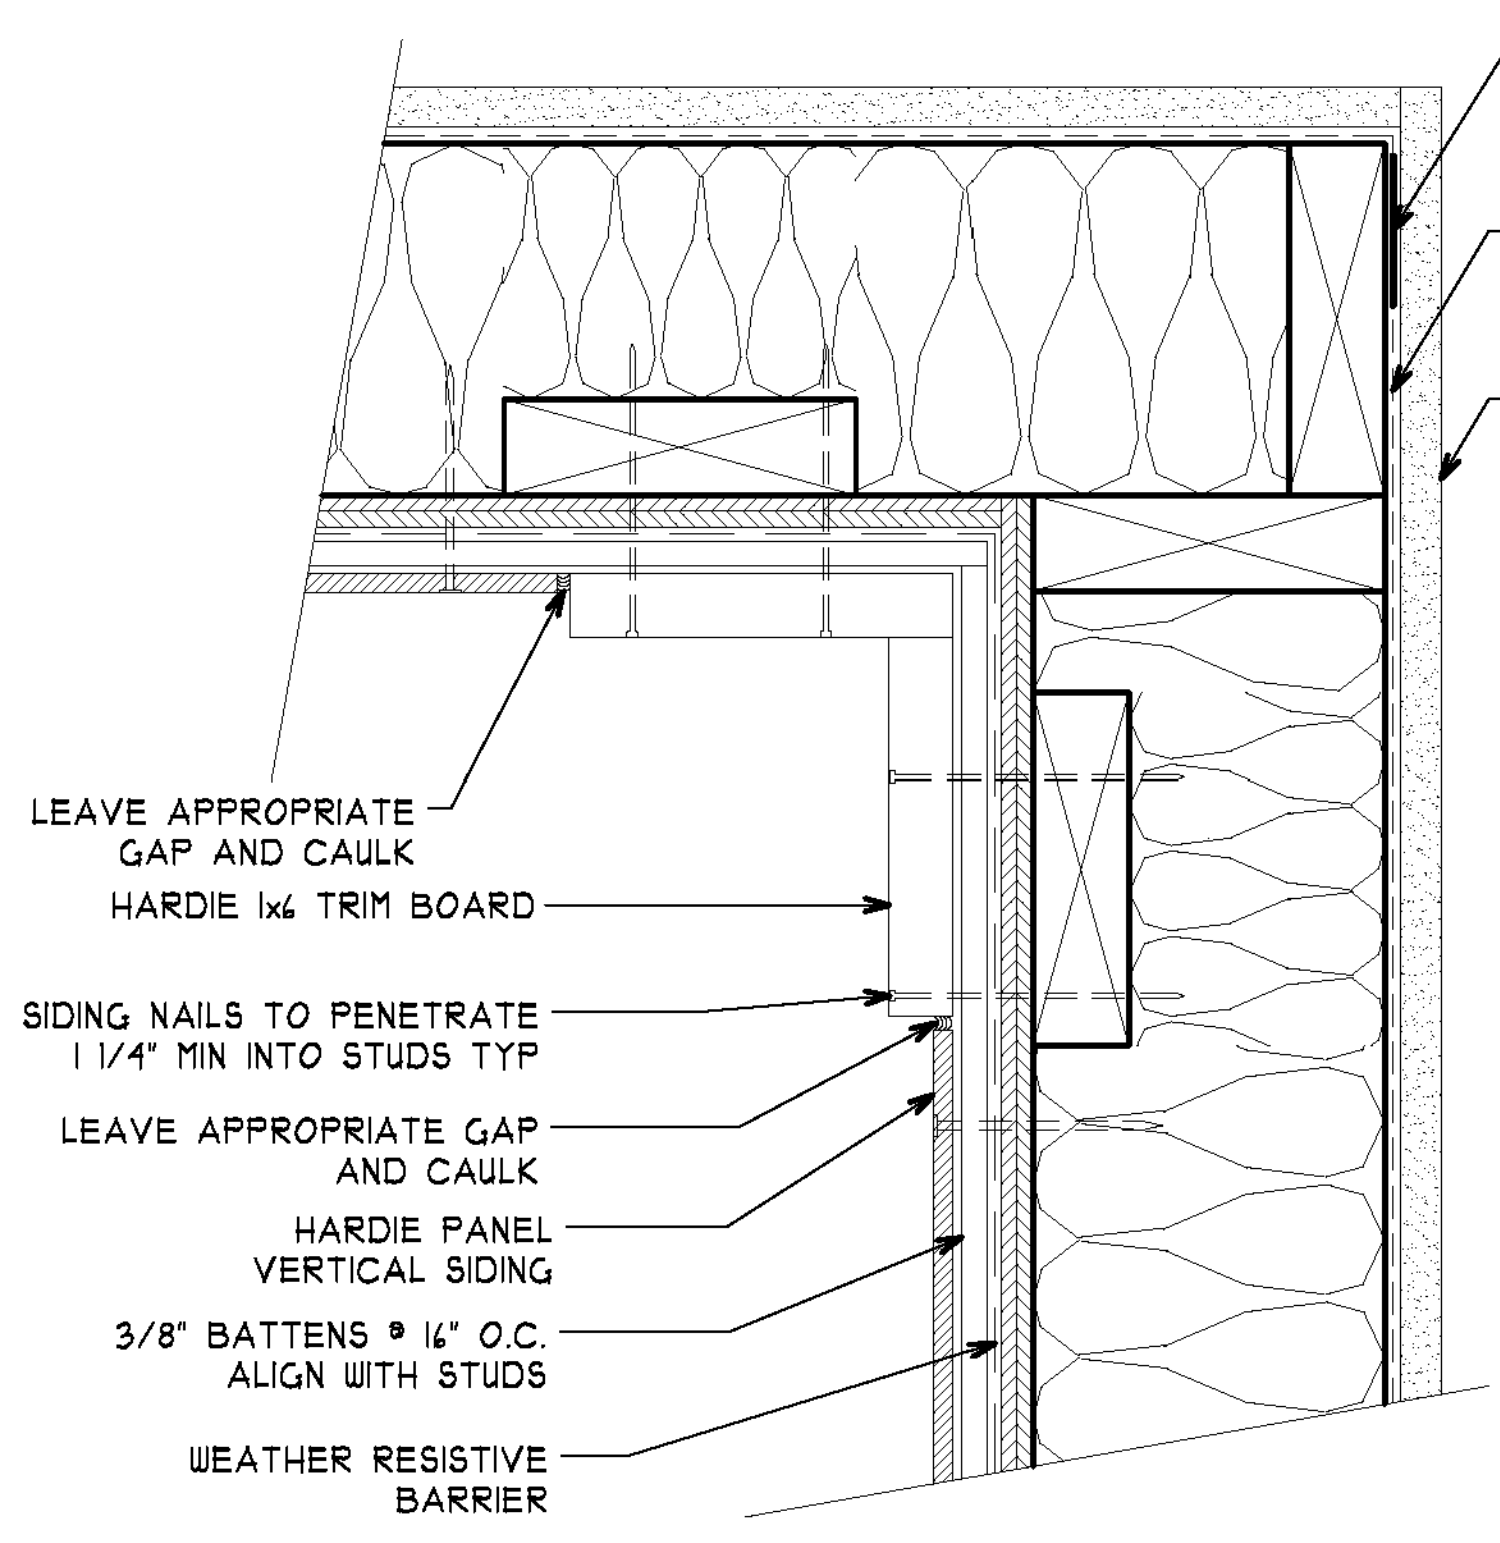 LEAVE APPROPRIATE
GAP AND CAULK
HARDIE 1x6 TRIM BOARD
SIDING NAILS TO PENETRATE
1 1/4" MIN INTO STUDS TYP
LEAVE APPROPRIATE GAP
AND CAULK
HARDIE PANEL
VERTICAL SIDING
3/8" BATTENS @ 16" O.C.
ALIGN WITH STUDS
WEATHER RESISTIVE
BARRIER